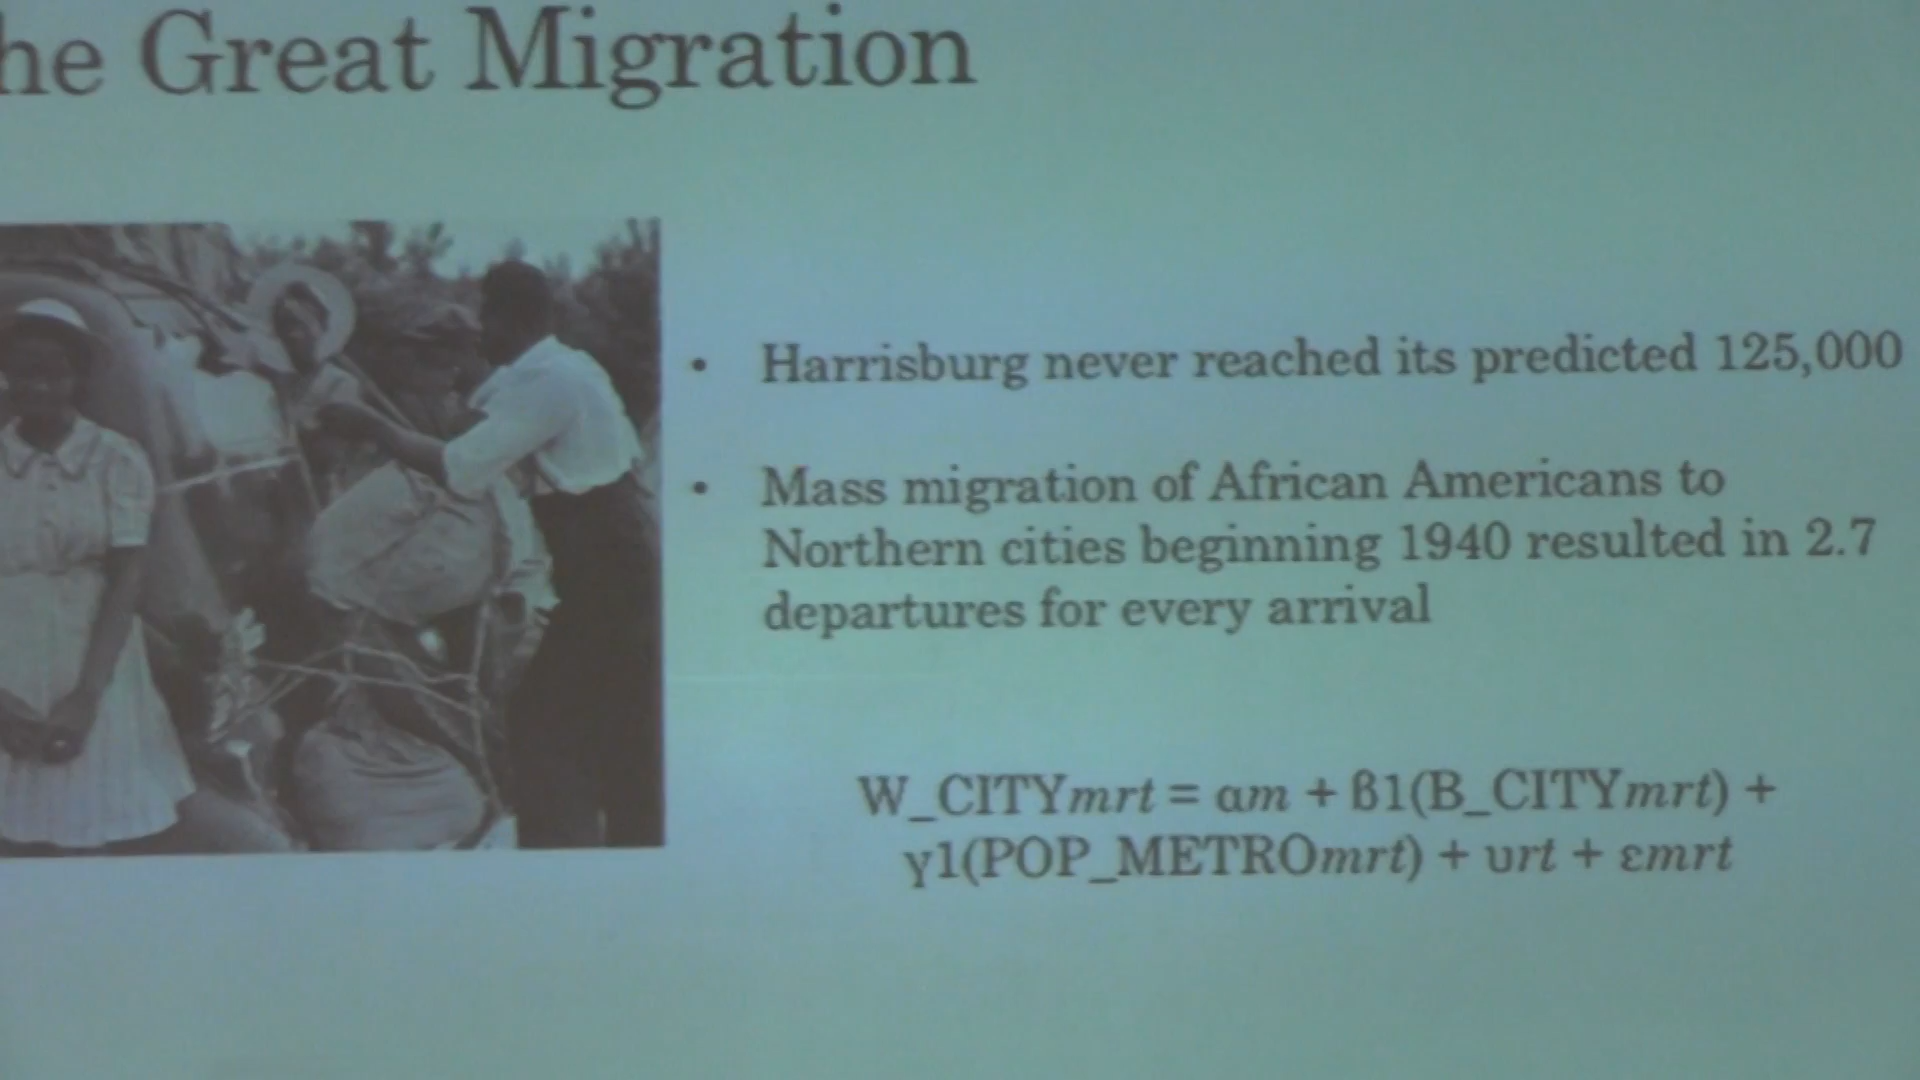 he Great Migration
• Harrisburg never reached its predicted 125,000
• Mass migration of African Americans to
Northern cities beginning 1940 resulted in 2.7
departures for every arrival
W_CITYmrt = αm + β1(B_CITYmrt) +
γ1(POP_METROmrt) + υrt + εmrt